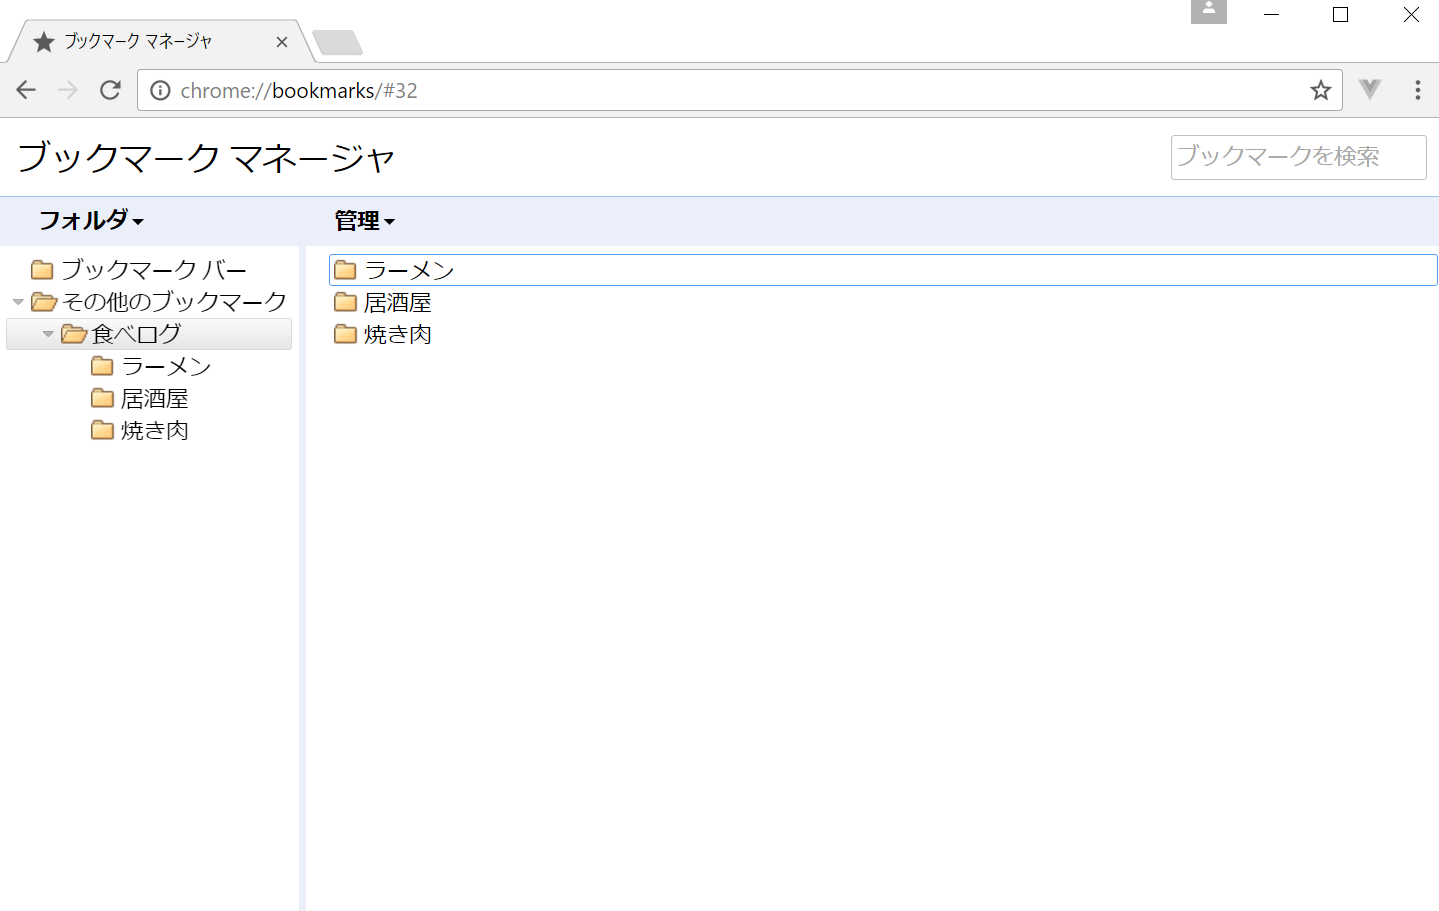 ブックマーク マネージャ
chrome://bookmarks/#32
ブックマーク マネージャ
ブックマークを検索
フォルダ
管理
ブックマーク バー
その他のブックマーク
食べログ
ラーメン
居酒屋
焼き肉
ラーメン
居酒屋
焼き肉